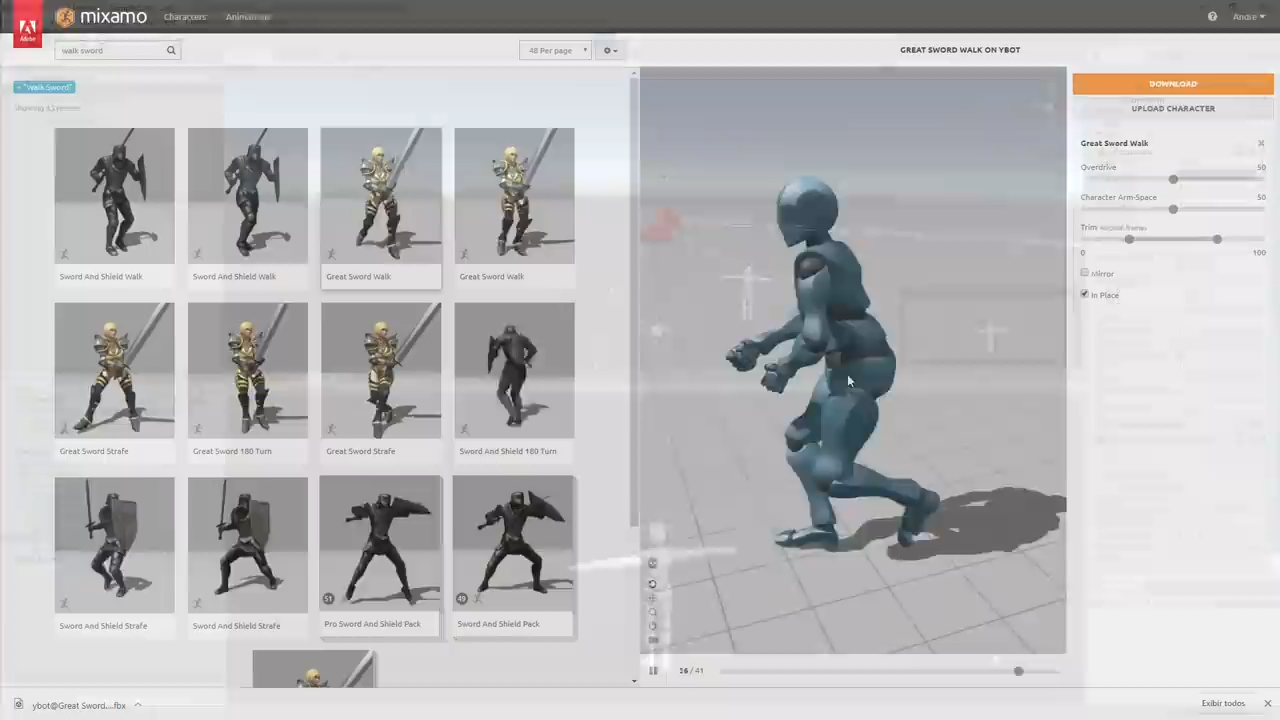 Adobe
mixamo
Characters
Animations
Andre
walk sword
48 Per page
GREAT SWORD WALK ON YBOT
"Walk Sword"
DOWNLOAD
UPLOAD CHARACTER
Great Sword Walk
Overdrive 50
Character Arm-Space 50
Trim
0 100
Mirror
In Place
Sword And Shield Walk
Sword And Shield Walk
Great Sword Walk
Great Sword Walk
Great Sword Strafe
Great Sword 180 Turn
Great Sword Strafe
Sword And Shield 180 Turn
Sword And Shield Strafe
Sword And Shield Strafe
51
Pro Sword And Shield Pack
49
Sword And Shield Pack
36 / 41
ybot@Great Sword....fbx
Exibir todos